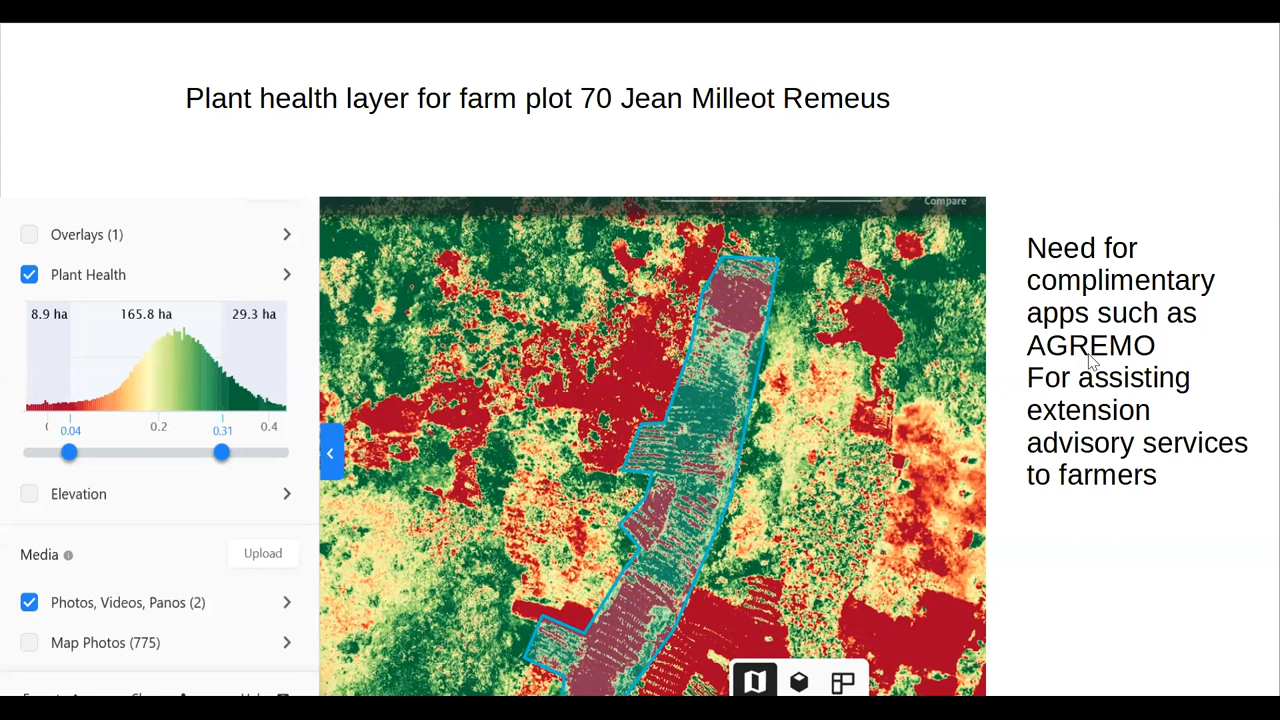 Plant health layer for farm plot 70 Jean Milleot Remeus
Overlays (1)
Plant Health
8.9 ha 165.8 ha 29.3 ha
0.2 0.4
0.04 0.31
Elevation
Media
Upload
Photos, Videos, Panos (2)
Map Photos (775)
Compare
Need for
complimentary
apps such as
AGREMO
For assisting
extension
advisory services
to farmers